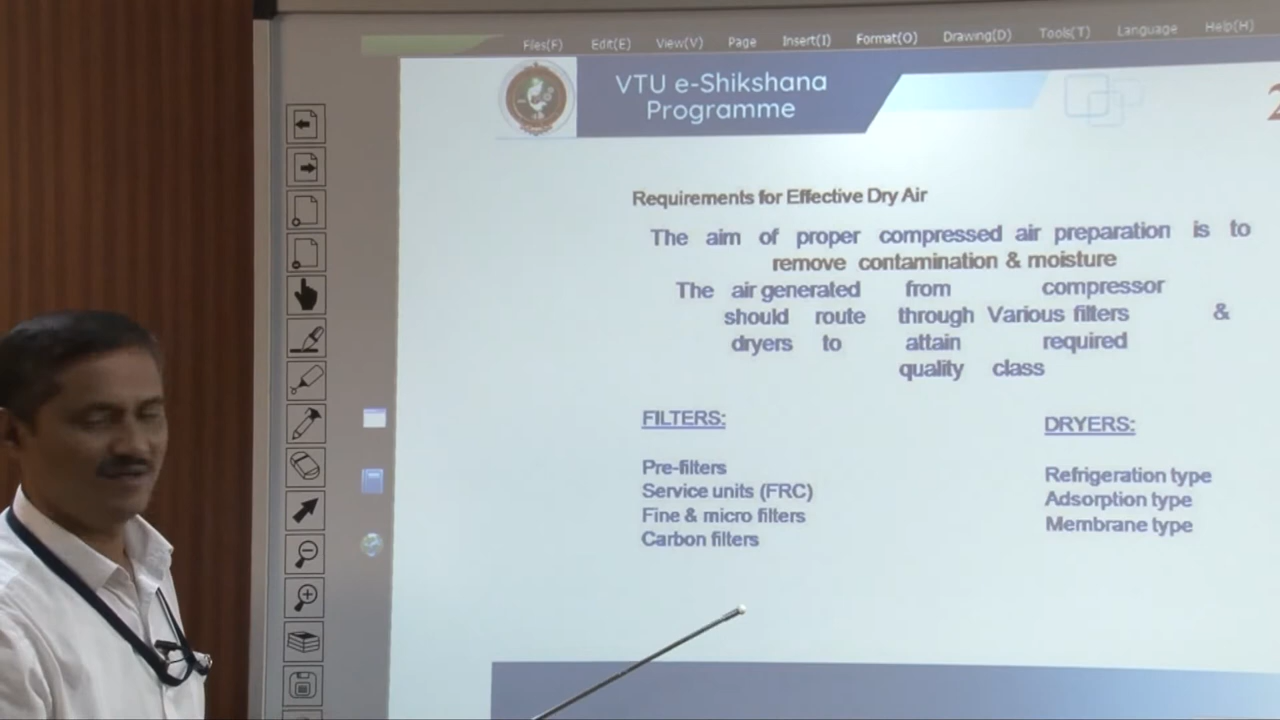 Files(F) Edit(E) View(V) Page Insert(I) Format(O) Drawing(D) Tools(T) Language Help(H)
VTU e-Shikshana
Programme
2
Requirements for Effective Dry Air
The aim of proper compressed air preparation is to
remove contamination & moisture
The air generated from compressor
should route through Various filters &
dryers to attain required
quality class
FILTERS:
Pre-filters
Service units (FRC)
Fine & micro filters
Carbon filters
DRYERS:
Refrigeration type
Adsorption type
Membrane type